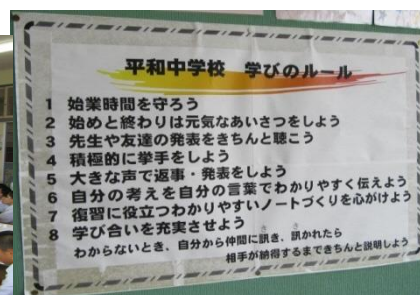 平和中学校 学びのルール
1 始業時間を守ろう
2 始めと終わりは元気なあいさつをしよう
3 先生や友達の発表をきちんと聴こう
4 積極的に挙手をしよう
5 大きな声で返事・発表をしよう
6 自分の考えを自分の言葉でわかりやすく伝えよう
7 復習に役立つわかりやすいノートづくりを心がけよう
8 学び合いを充実させよう
わからないとき、自分から仲間に訊き、訊かれたら
相手が納得するまできちんと説明しよう